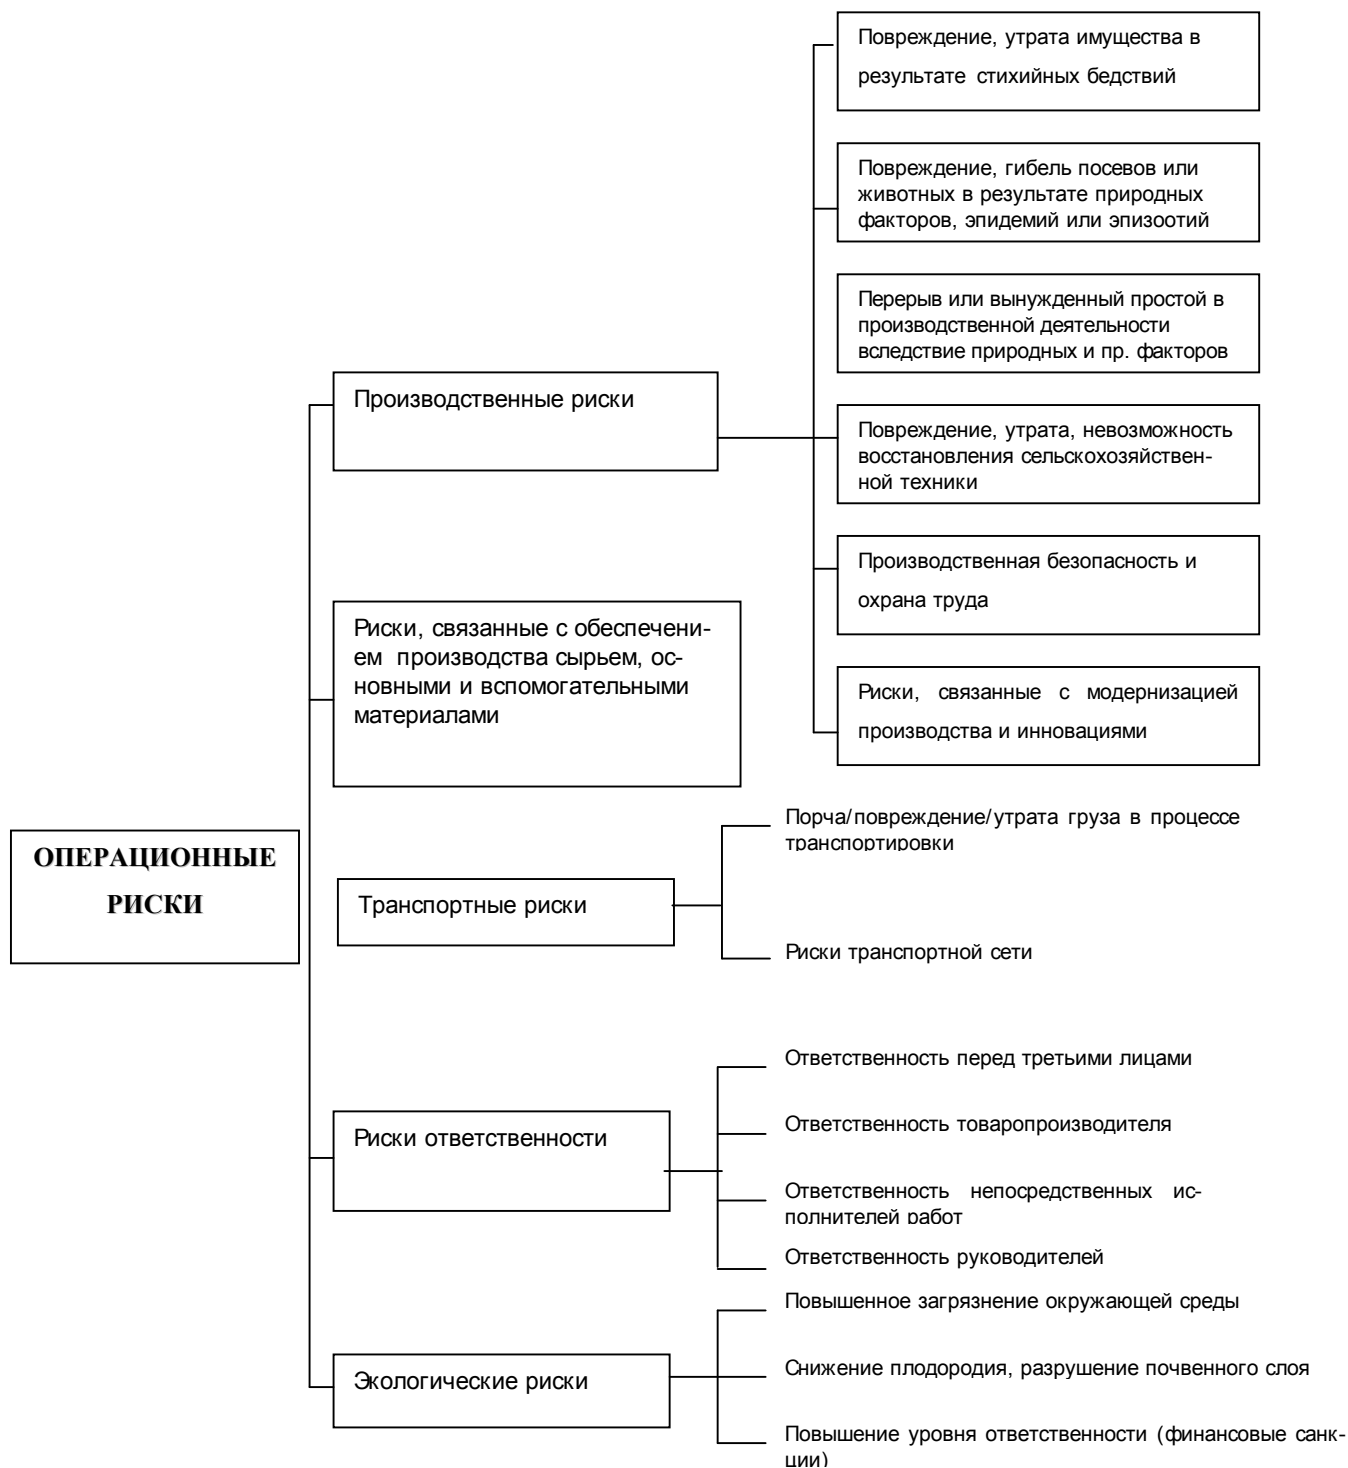 Повреждение, утрата имущества в
результате стихийных бедствий
Повреждение, гибель посевов или
животных в результате природных
факторов, эпидемий или эпизоотий
Перерыв или вынужденный простой в
производственной деятельности
вследствие природных и пр. факторов
Производственные риски
Повреждение, утрата, невозможность
восстановления сельскохозяйствен-
ной техники
Производственная безопасность и
охрана труда
Риски, связанные с обеспечени-
ем производства сырьем, ос-
новными и вспомогательными
материалами
Риски, связанные с модернизацией
производства и инновациями
ОПЕРАЦИОННЫЕ
РИСКИ
Порча/повреждение/утрата груза в процессе
транспортировки
Транспортные риски
Риски транспортной сети
Ответственность перед третьими лицами
Риски ответственности
Ответственность товаропроизводителя
Ответственность непосредственных ис-
полнителей работ
Ответственность руководителей
Повышенное загрязнение окружающей среды
Экологические риски
Снижение плодородия, разрушение почвенного слоя
Повышение уровня ответственности (финансовые санк-
ции)